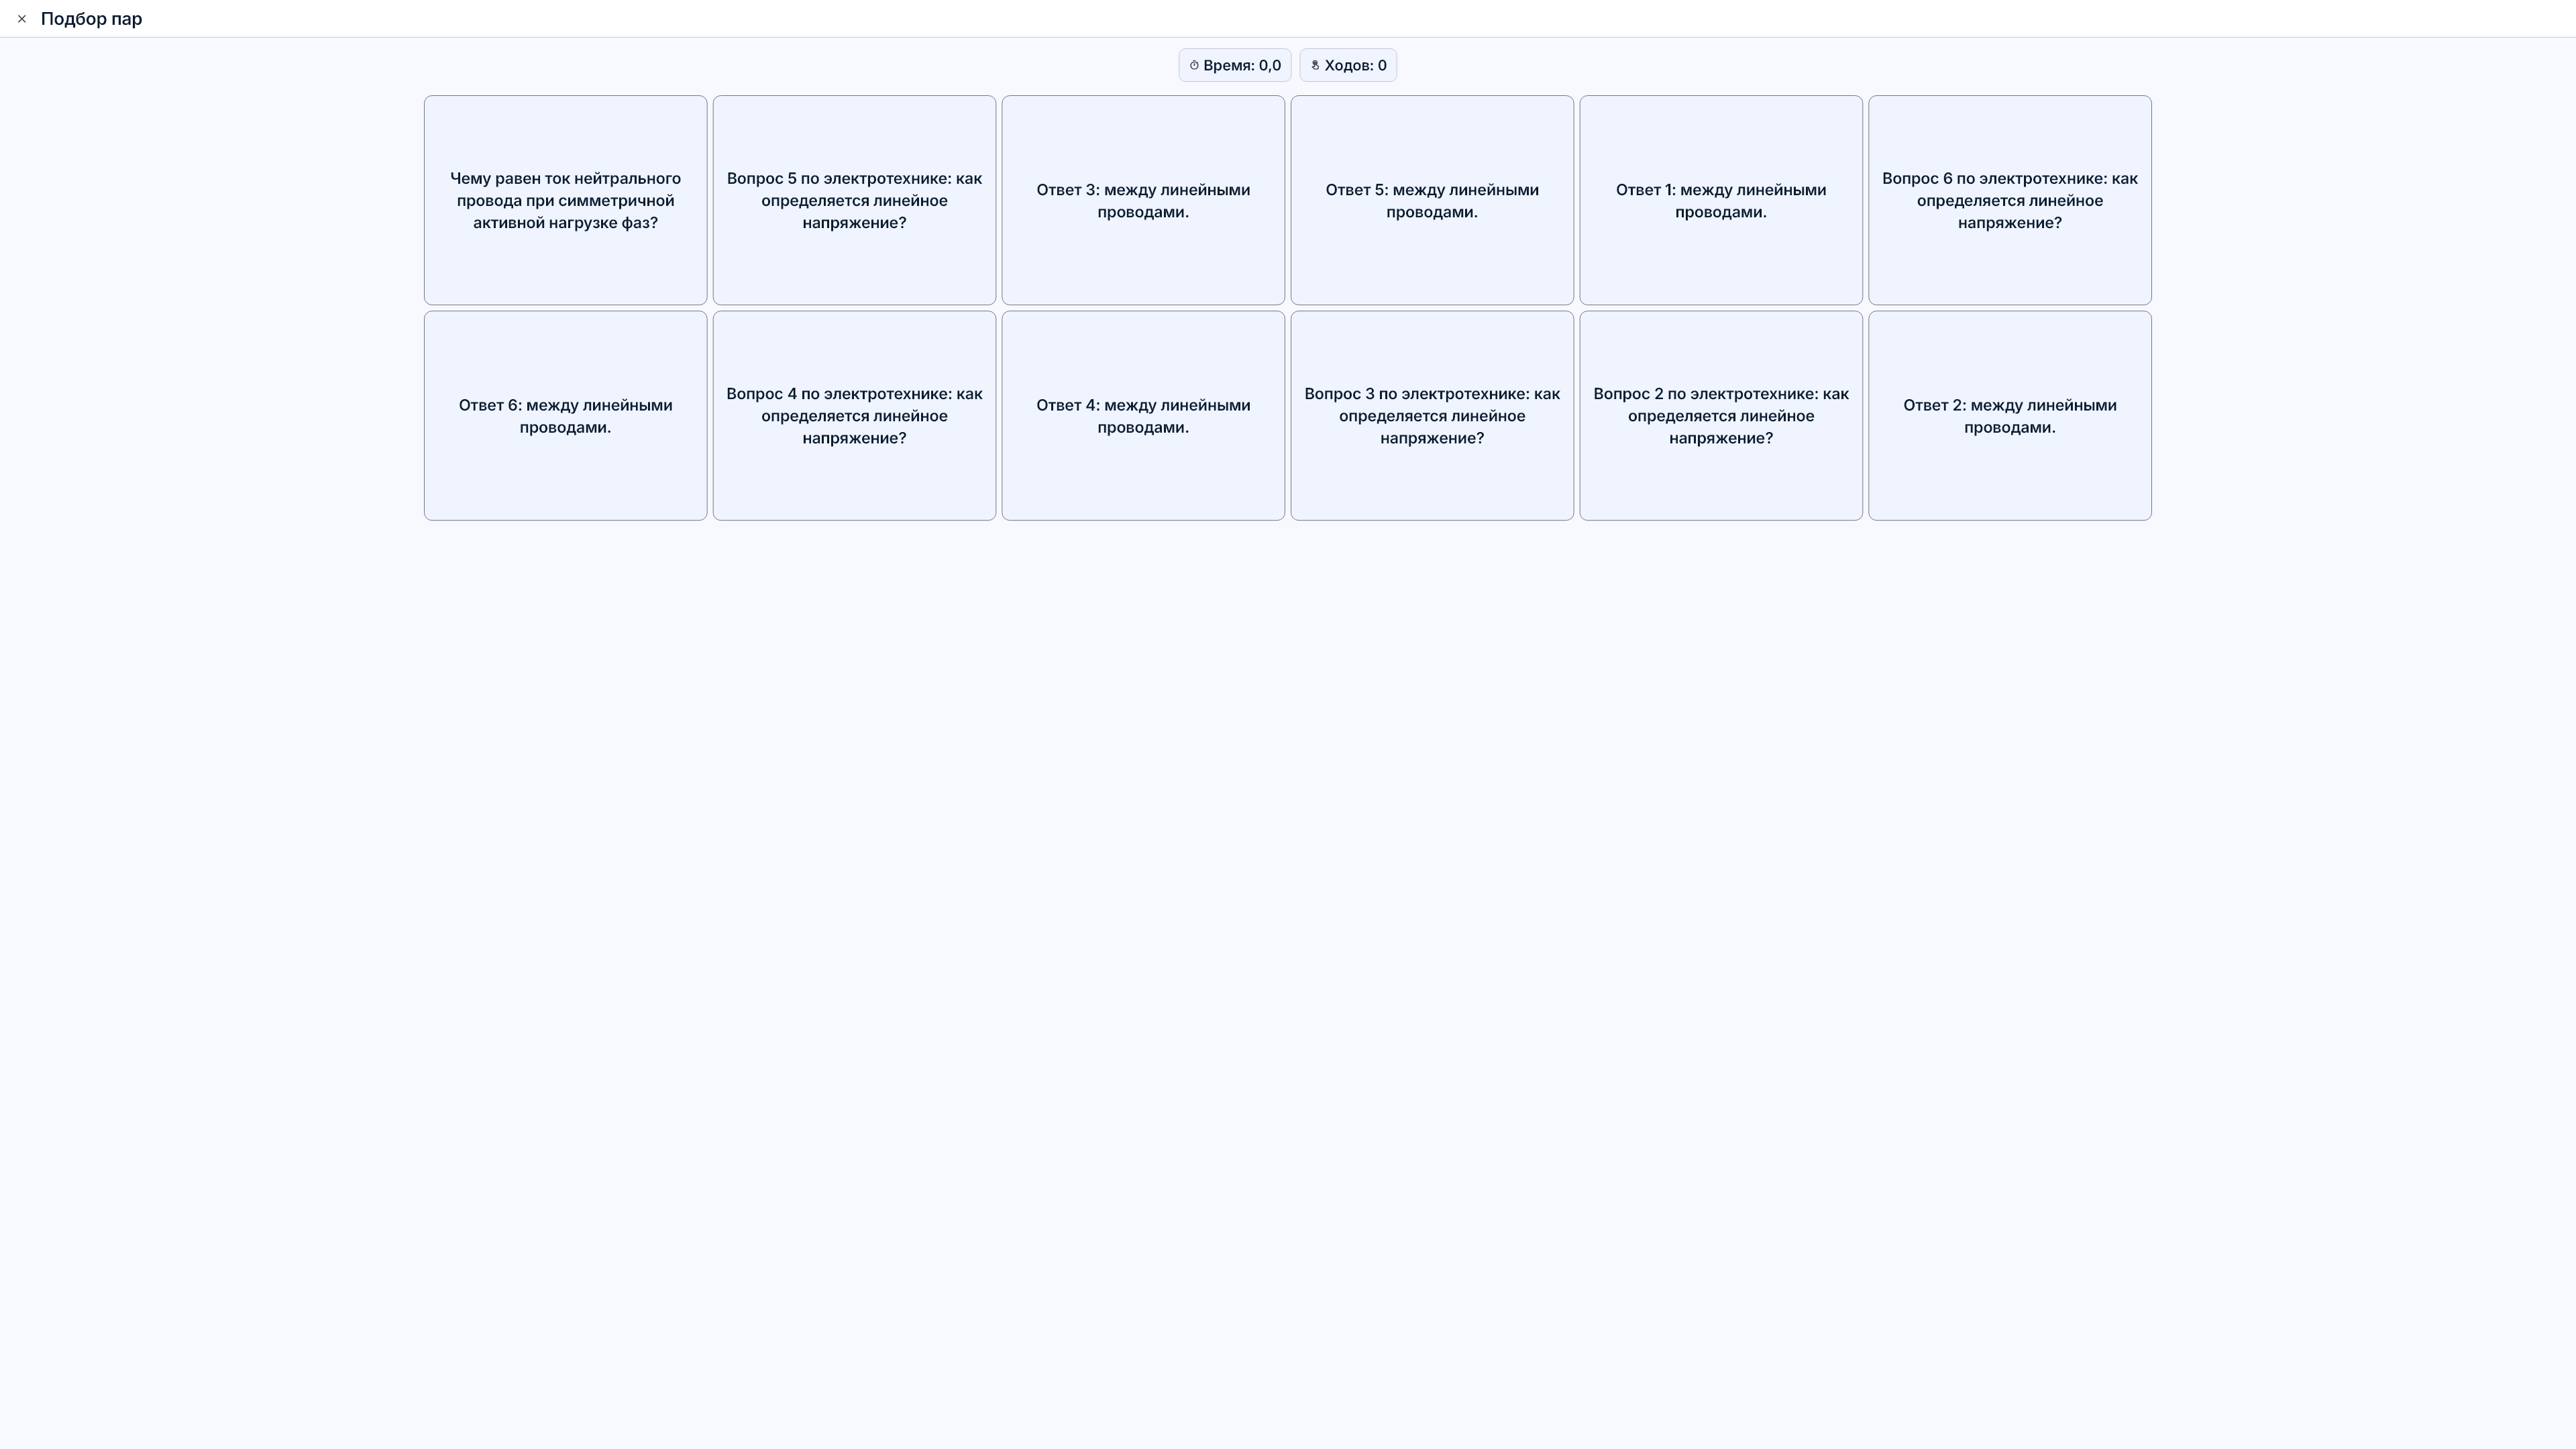 Подбор пар
Время: 0,0
Ходов: 0
Чему равен ток нейтрального
провода при симметричной
активной нагрузке фаз?
Вопрос 5 по электротехнике: как
определяется линейное
напряжение?
Ответ 3: между линейными
проводами.
Ответ 5: между линейными
проводами.
Ответ 1: между линейными
проводами.
Вопрос 6 по электротехнике: как
определяется линейное
напряжение?
Ответ 6: между линейными
проводами.
Вопрос 4 по электротехнике: как
определяется линейное
напряжение?
Ответ 4: между линейными
проводами.
Вопрос 3 по электротехнике: как
определяется линейное
напряжение?
Вопрос 2 по электротехнике: как
определяется линейное
напряжение?
Ответ 2: между линейными
проводами.